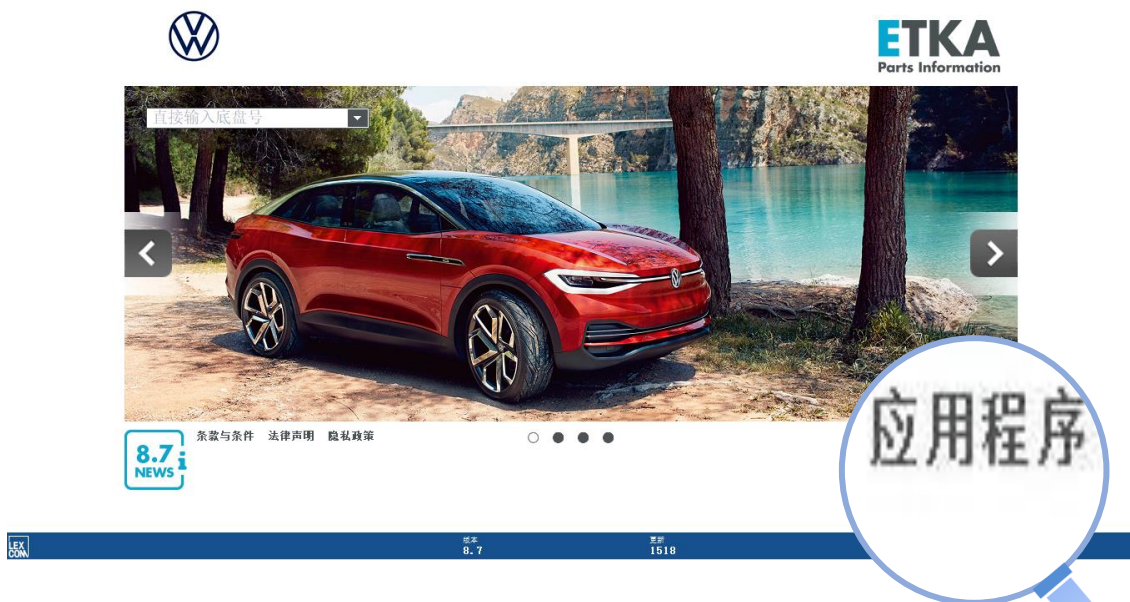 ETKA
Parts Information
直接输入底盘号
条款与条件 法律声明 隐私政策
8.7 i
NEWS
应用程序
LEX
COM
版本
8.7
更新
1518